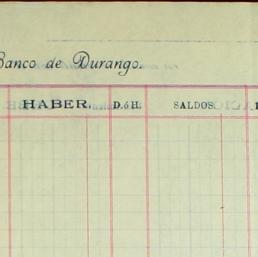 Banco de Durango.
HABER. D. ó H. SALDOS.